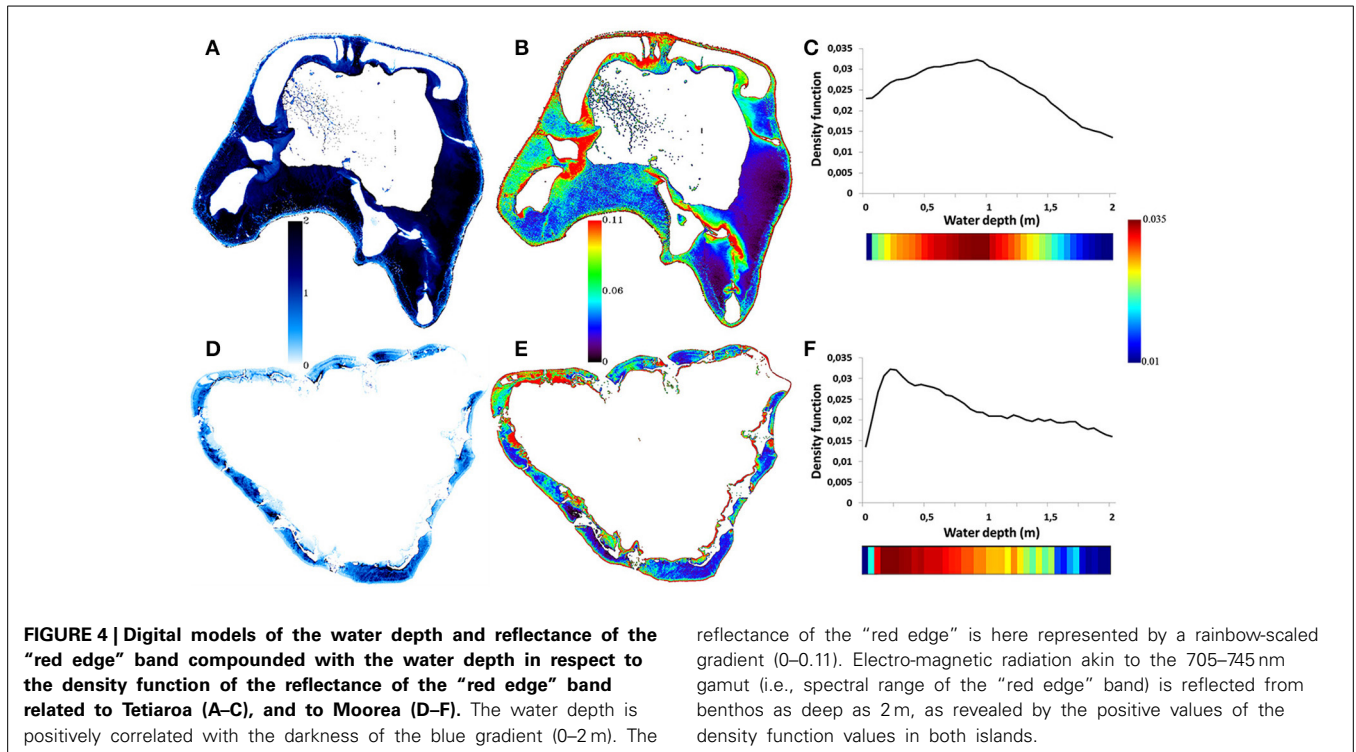 A
B
C
0,035
0,03
0,025
0,02
0,015
0,01
0,005
0
Density function
0
0,5
1
1,5
2
Water depth (m)
2
1
0
0.11
0.06
0
0.035
0.01
D
E
F
0,035
0,03
0,025
0,02
0,015
0,01
0,005
0
Density function
0
0,5
1
1,5
2
Water depth (m)
FIGURE 4 | Digital models of the water depth and reflectance of the
“red edge” band compounded with the water depth in respect to
the density function of the reflectance of the “red edge” band
related to Tetiaroa (A–C), and to Moorea (D–F). The water depth is
positively correlated with the darkness of the blue gradient (0–2 m). The
reflectance of the “red edge” is here represented by a rainbow-scaled
gradient (0–0.11). Electro-magnetic radiation akin to the 705–745 nm
gamut (i.e., spectral range of the “red edge” band) is reflected from
benthos as deep as 2 m, as revealed by the positive values of the
density function values in both islands.